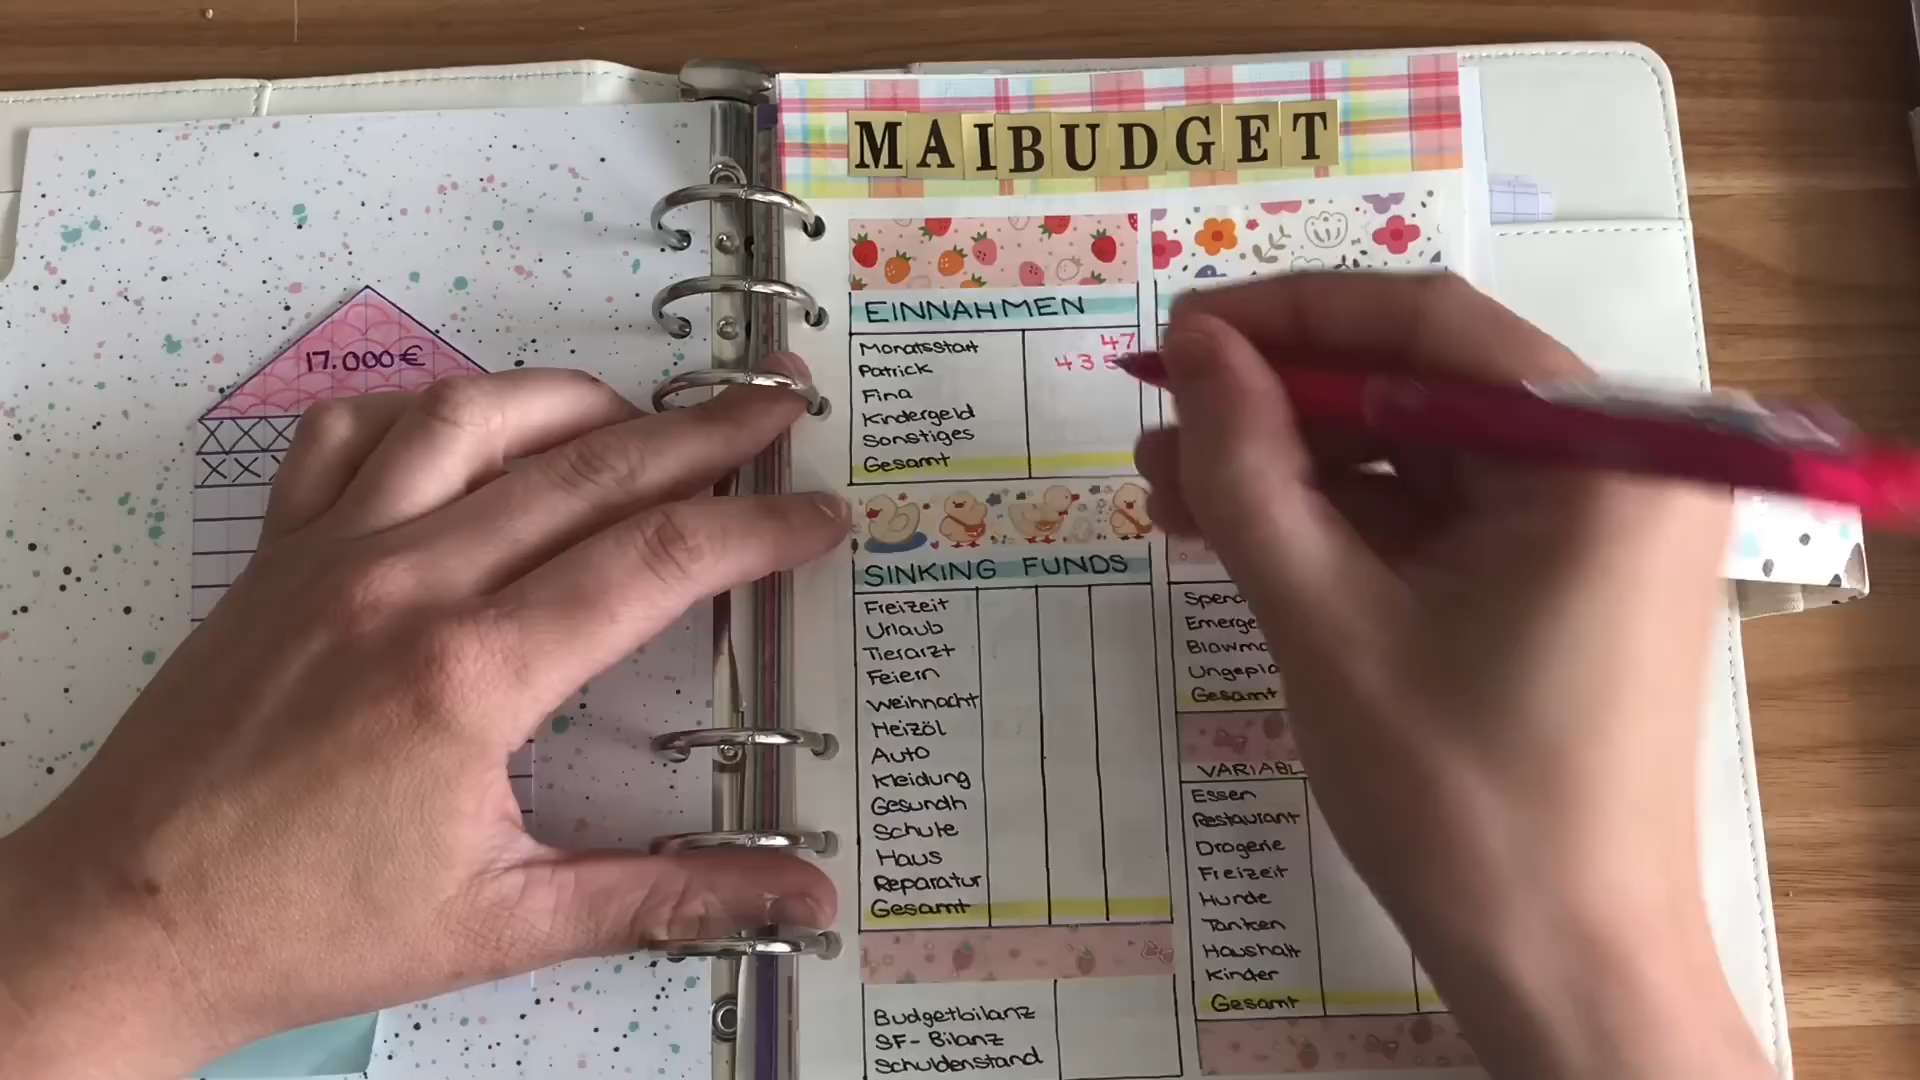 MAIBUDGET
17.000€
EINNAHMEN
Monatsstart 47
Patrick 435
Fina
Kindergeld
Sonstiges
Gesamt
SINKING FUNDS
Freizeit
Urlaub
Tierarzt
Feiern
Weihnacht
Heizöl
Auto
Kleidung
Gesundh
Schule
Haus
Reparatur
Gesamt
Budgetbilanz
SF-Bilanz
Schuldenstand
Gesamt
VARIABL
Essen
Restaurant
Drogerie
Freizeit
Hunde
Tanken
Haushalt
Kinder
Gesamt